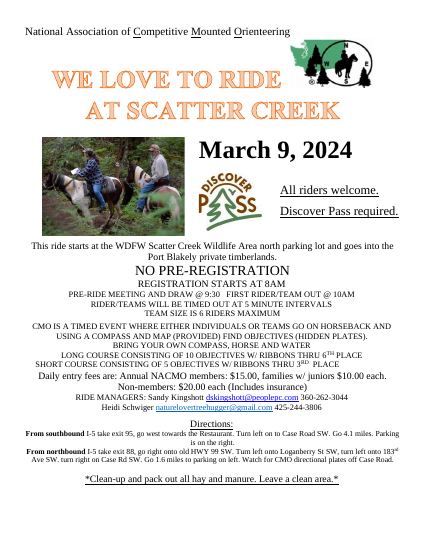 National Association of Competitive Mounted Orienteering
N
W E
S
WE LOVE TO RIDE
AT SCATTER CREEK
March 9, 2024
DISCOVER
PASS
All riders welcome.
Discover Pass required.
This ride starts at the WDFW Scatter Creek Wildlife Area north parking lot and goes into the
Port Blakely private timberlands.
NO PRE-REGISTRATION
REGISTRATION STARTS AT 8AM
PRE-RIDE MEETING AND DRAW @ 9:30 FIRST RIDER/TEAM OUT @ 10AM
RIDER/TEAMS WILL BE TIMED OUT AT 5 MINUTE INTERVALS
TEAM SIZE IS 6 RIDERS MAXIMUM
CMO IS A TIMED EVENT WHERE EITHER INDIVIDUALS OR TEAMS GO ON HORSEBACK AND
USING A COMPASS AND MAP (PROVIDED) FIND OBJECTIVES (HIDDEN PLATES).
BRING YOUR OWN COMPASS, HORSE AND WATER
LONG COURSE CONSISTING OF 10 OBJECTIVES W/ RIBBONS THRU 6TH PLACE
SHORT COURSE CONSISTING OF 5 OBJECTIVES W/ RIBBONS THRU 3RD PLACE
Daily entry fees are: Annual NACMO members: $15.00, families w/ juniors $10.00 each.
Non-members: $20.00 each (Includes insurance)
RIDE MANAGERS: Sandy Kingshott dskingshott@peoplepc.com 360-262-3044
Heidi Schwiger naturelovertreehugger@gmail.com 425-244-3806
Directions:
From southbound I-5 take exit 95, go west towards the Restaurant. Turn left on to Case Road SW. Go 4.1 miles. Parking
is on the right.
From northbound I-5 take exit 88, go right onto old HWY 99 SW. Turn left onto Loganberry St SW, turn left onto 183rd
Ave SW. turn right on Case Rd SW. Go 1.6 miles to parking on left. Watch for CMO directional plates off Case Road.
*Clean-up and pack out all hay and manure. Leave a clean area.*